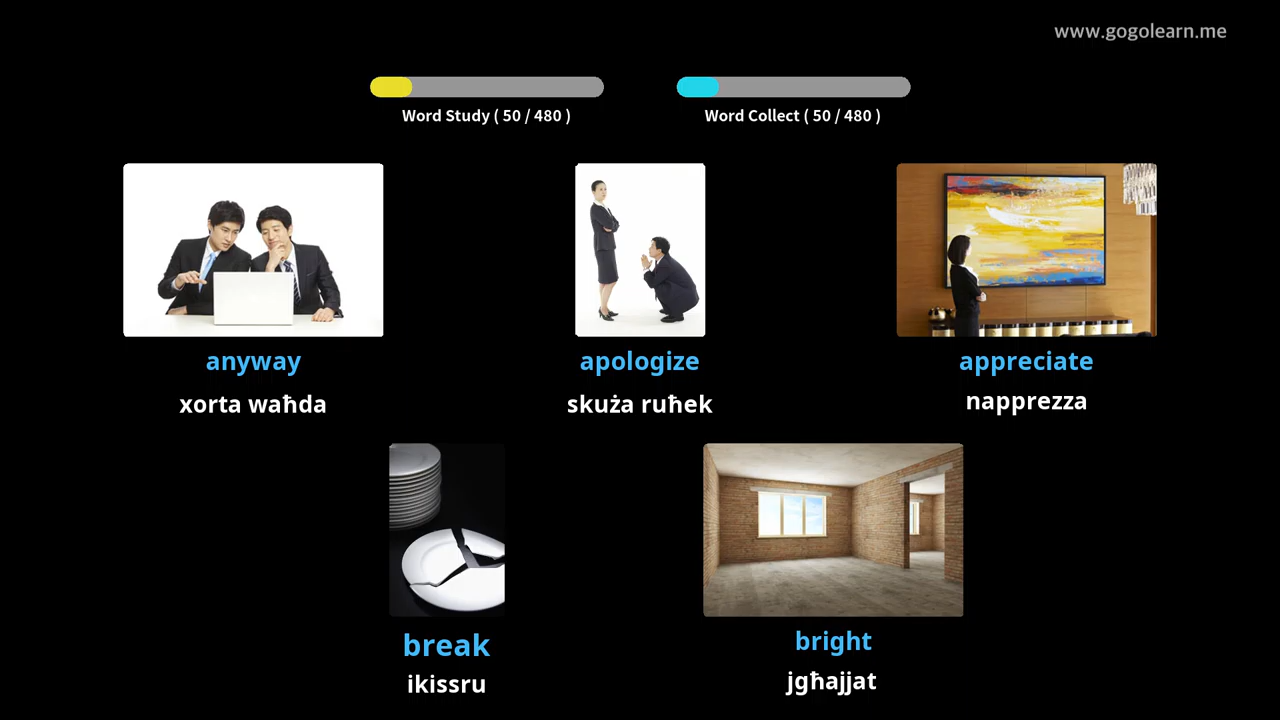 www.gogolearn.me
Word Study ( 50 / 480 )
Word Collect ( 50 / 480 )
anyway
xorta waħda
apologize
skuża ruħek
appreciate
napprezza
break
ikissru
bright
jgħajjat